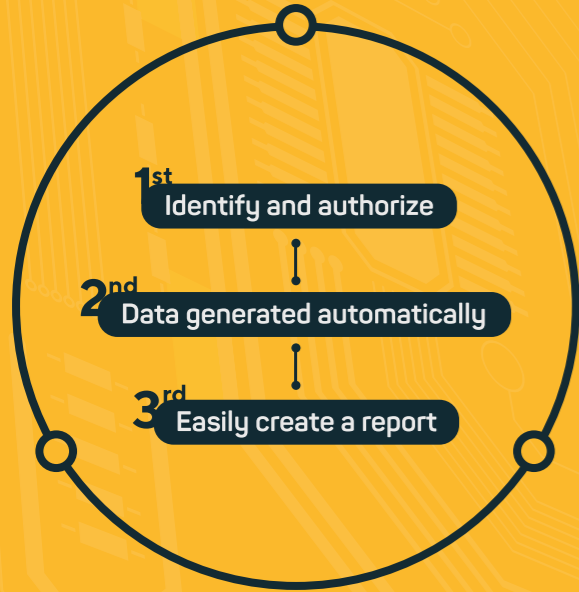 1st
Identify and authorize
2nd
Data generated automatically
3rd
Easily create a report